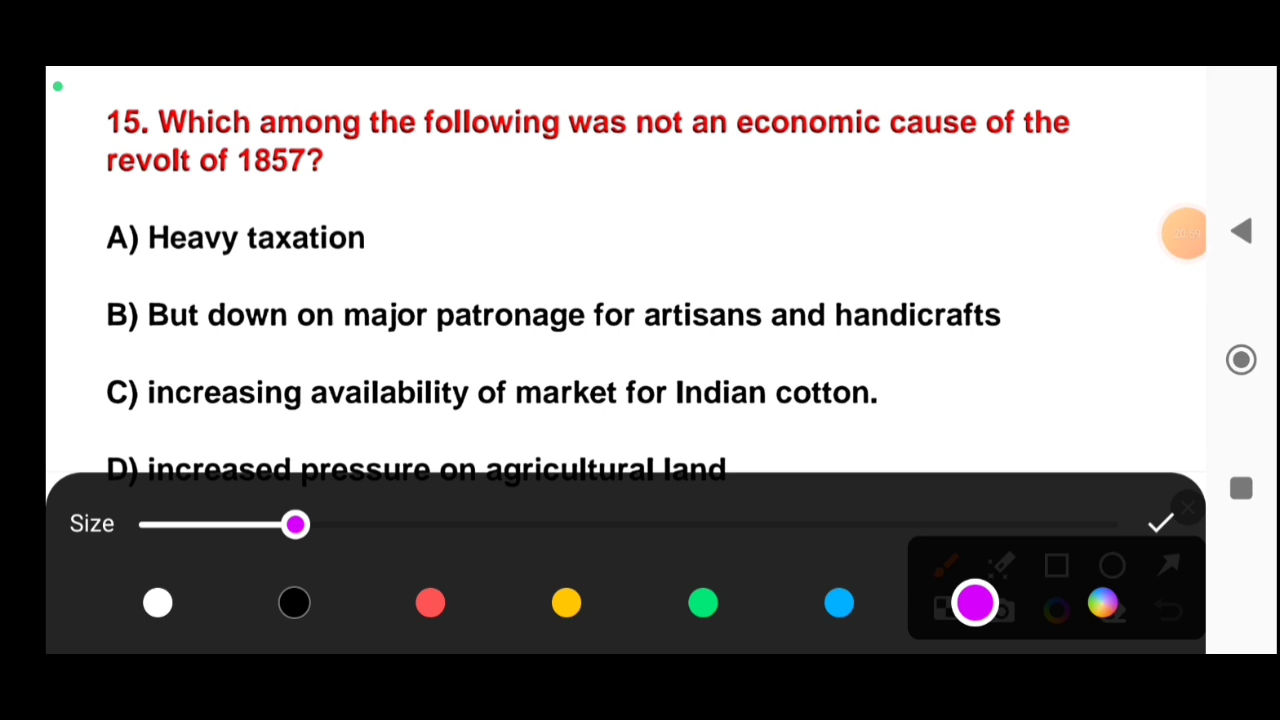 15. Which among the following was not an economic cause of the
revolt of 1857?
A) Heavy taxation
20:59
B) But down on major patronage for artisans and handicrafts
C) increasing availability of market for Indian cotton.
D) increased pressure on agricultural land
Size